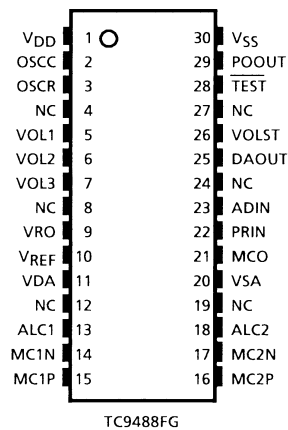 VDD 1 30 VSS
OSCC 2 29 POOUT
OSCR 3 28 TEST
NC 4 27 NC
VOL1 5 26 VOLST
VOL2 6 25 DAOUT
VOL3 7 24 NC
NC 8 23 ADIN
VRO 9 22 PRIN
VREF 10 21 MCO
VDA 11 20 VSA
NC 12 19 NC
ALC1 13 18 ALC2
MC1N 14 17 MC2N
MC1P 15 16 MC2P
TC9488FG